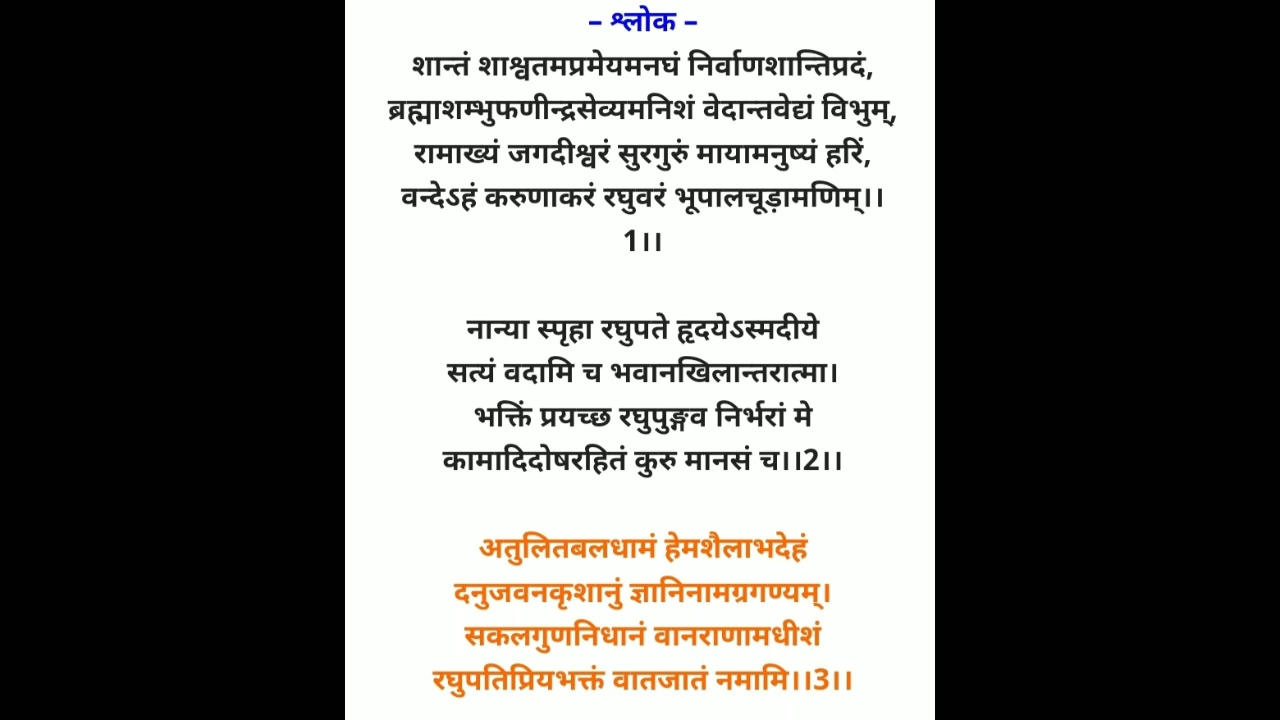 – श्लोक –
शान्तं शाश्वतमप्रमेयमनघं निर्वाणशान्तिप्रदं,
ब्रह्माशम्भुफणीन्द्रसेव्यमनिशं वेदान्तवेद्यं विभुम्,
रामाख्यं जगदीश्वरं सुरगुरुं मायामनुष्यं हरिं,
वन्देऽहं करुणाकरं रघुवरं भूपालचूड़ामणिम्।।
1।।
नान्या स्पृहा रघुपते हृदयेऽस्मदीये
सत्यं वदामि च भवानखिलान्तरात्मा।
भक्तिं प्रयच्छ रघुपुङ्गव निर्भरां मे
कामादिदोषरहितं कुरु मानसं च।।2।।
अतुलितबलधामं हेमशैलाभदेहं
दनुजवनकृशानुं ज्ञानिनामग्रगण्यम्।
सकलगुणनिधानं वानराणामधीशं
रघुपतिप्रियभक्तं वातजातं नमामि।।3।।